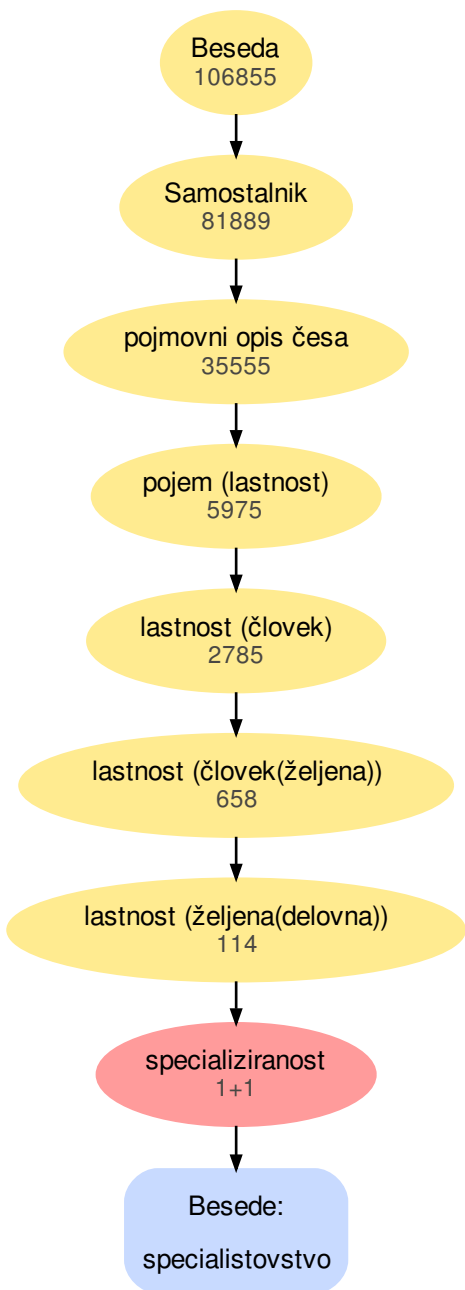 Beseda
106855
Samostalnik
81889
pojmovni opis česa
35555
pojem (lastnost)
5975
lastnost (človek)
2785
lastnost (človek(željena))
658
lastnost (željena(delovna))
114
specializiranost
1+1
Besede:
specialistovstvo